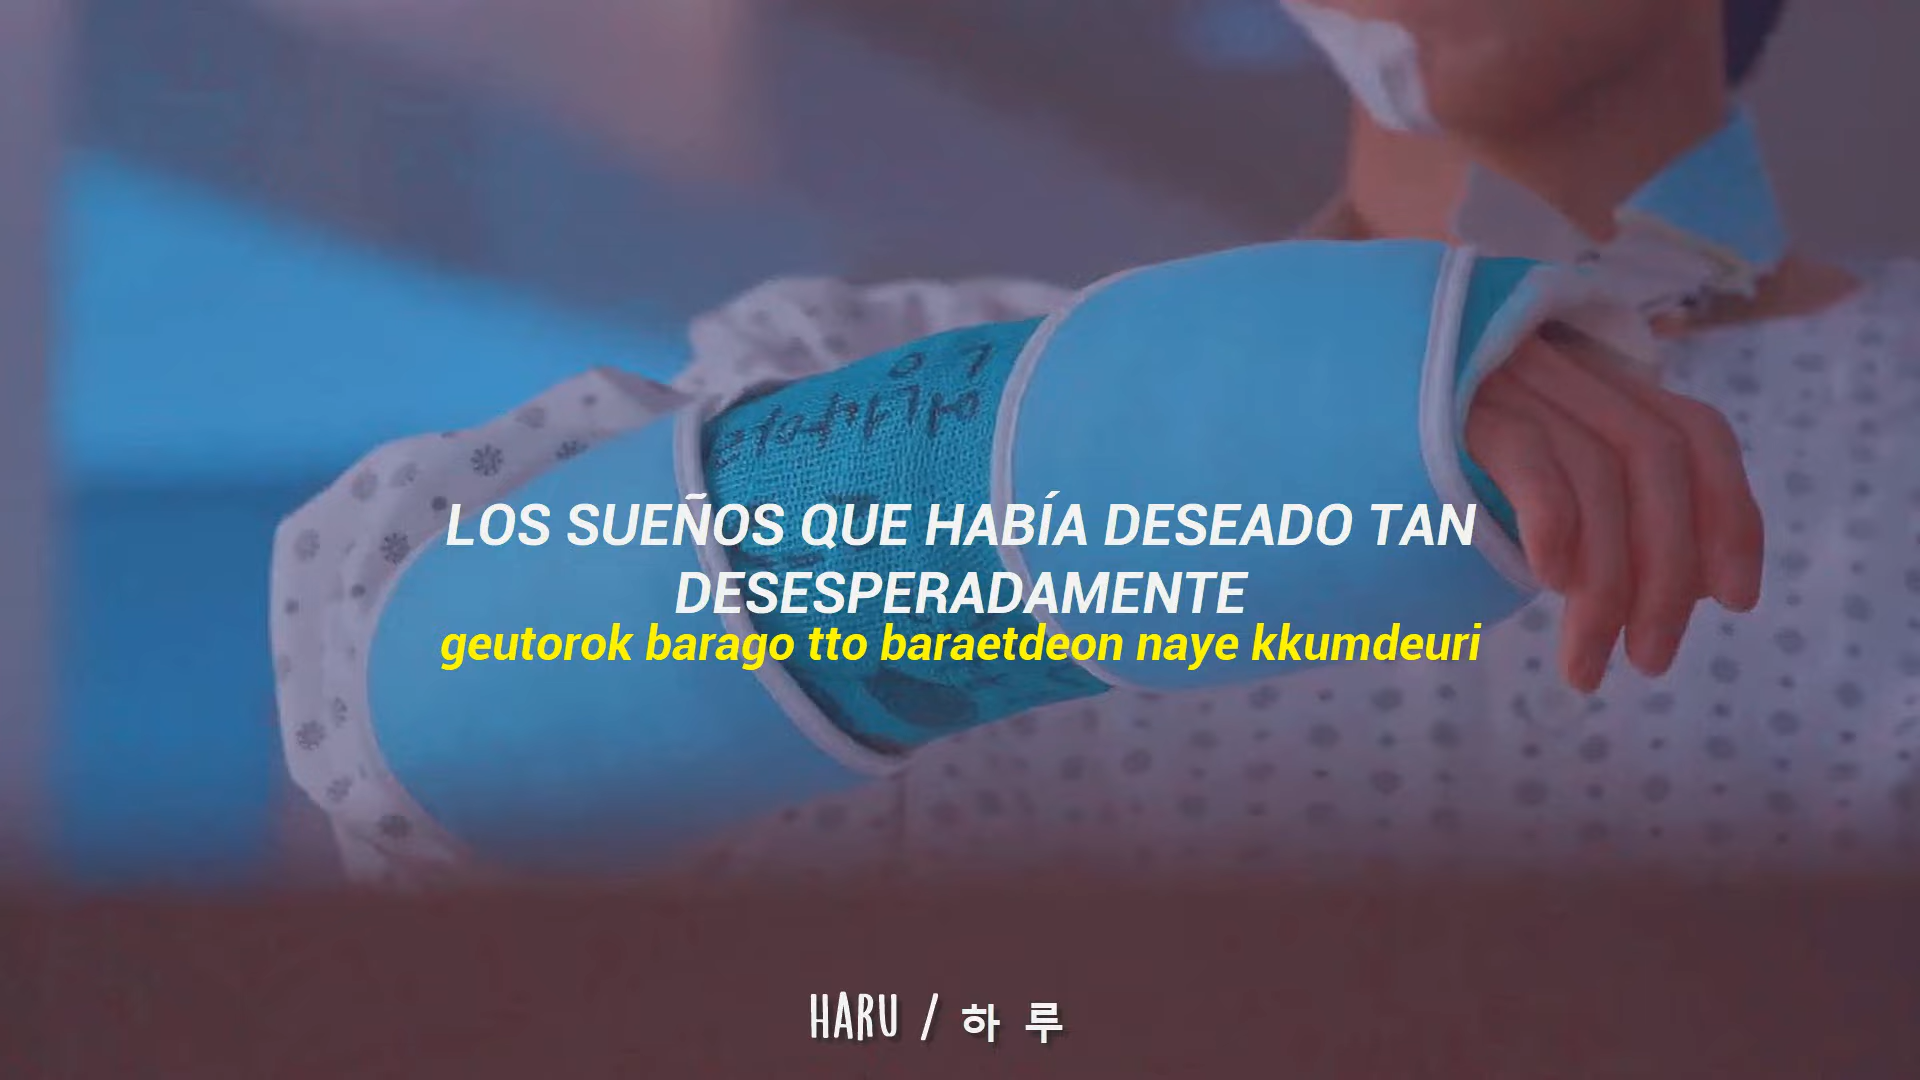 LOS SUEÑOS QUE HABÍA DESEADO TAN
DESESPERADAMENTE
geutorok barago tto baraetdeon naye kkumdeuri
HARU / 하루